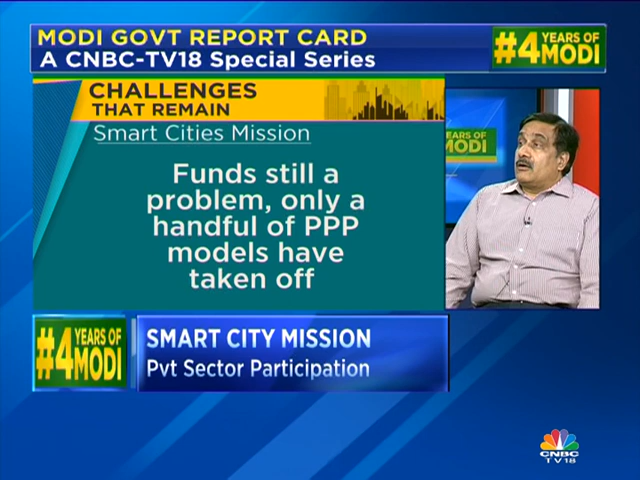 MODI GOVT REPORT CARD
A CNBC-TV18 Special Series
#4 YEARS OF
MODI
CHALLENGES
THAT REMAIN
Smart Cities Mission
Funds still a
problem, only a
handful of PPP
models have
taken off
YEARS OF
MODI
#4 YEARS OF
MODI
SMART CITY MISSION
Pvt Sector Participation
CNBC
TV18